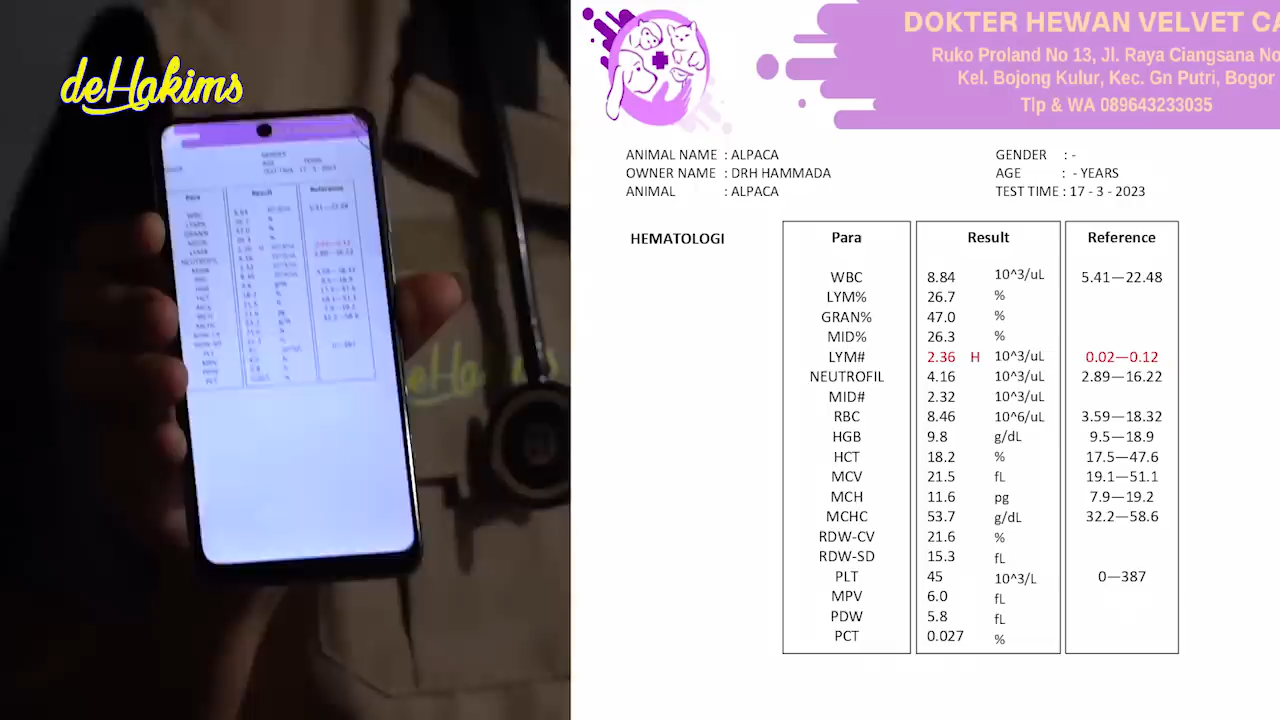 deHakims
DOKTER HEWAN VELVET CA
Ruko Proland No 13, Jl. Raya Ciangsana No
Kel. Bojong Kulur, Kec. Gn Putri, Bogor
Tlp & WA 089643233035
ANIMAL NAME : ALPACA
OWNER NAME : DRH HAMMADA
ANIMAL : ALPACA
GENDER : -
AGE : - YEARS
TEST TIME : 17 - 3 - 2023
HEMATOLOGI
Para Result Reference
WBC 8.84 10^3/uL 5.41—22.48
LYM% 26.7 %
GRAN% 47.0 %
MID% 26.3 %
LYM# 2.36 H 10^3/uL 0.02—0.12
NEUTROFIL 4.16 10^3/uL 2.89—16.22
MID# 2.32 10^3/uL
RBC 8.46 10^6/uL 3.59—18.32
HGB 9.8 g/dL 9.5—18.9
HCT 18.2 % 17.5—47.6
MCV 21.5 fL 19.1—51.1
MCH 11.6 pg 7.9—19.2
MCHC 53.7 g/dL 32.2—58.6
RDW-CV 21.6 %
RDW-SD 15.3 fL
PLT 45 10^3/L 0—387
MPV 6.0 fL
PDW 5.8 fL
PCT 0.027 %